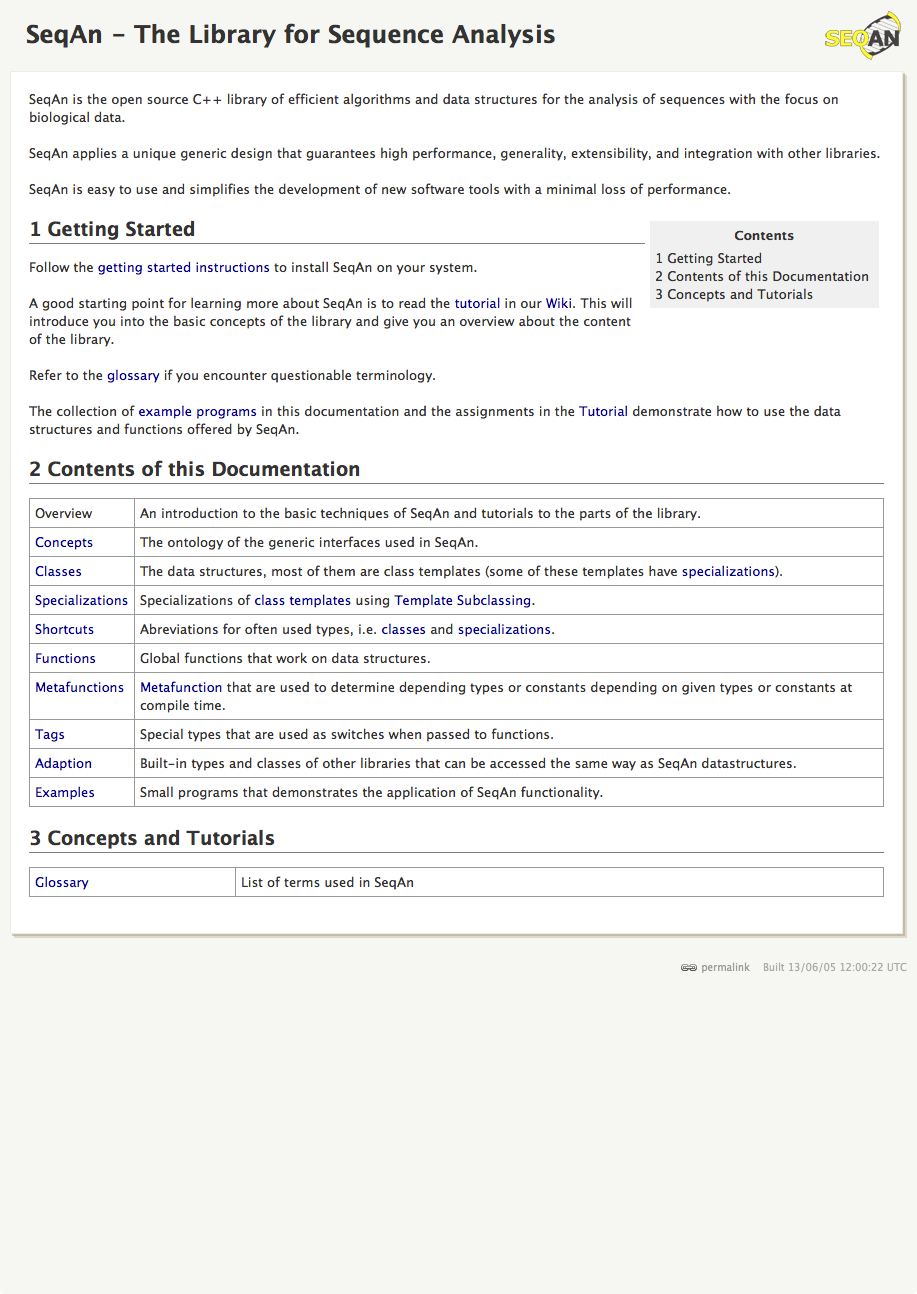 SeqAn - The Library for Sequence Analysis
SEQAN
SeqAn is the open source C++ library of efficient algorithms and data structures for the analysis of sequences with the focus on
biological data.
SeqAn applies a unique generic design that guarantees high performance, generality, extensibility, and integration with other libraries.
SeqAn is easy to use and simplifies the development of new software tools with a minimal loss of performance.
1 Getting Started
Contents
1 Getting Started
2 Contents of this Documentation
3 Concepts and Tutorials
Follow the getting started instructions to install SeqAn on your system.
A good starting point for learning more about SeqAn is to read the tutorial in our Wiki. This will
introduce you into the basic concepts of the library and give you an overview about the content
of the library.
Refer to the glossary if you encounter questionable terminology.
The collection of example programs in this documentation and the assignments in the Tutorial demonstrate how to use the data
structures and functions offered by SeqAn.
2 Contents of this Documentation
Overview An introduction to the basic techniques of SeqAn and tutorials to the parts of the library.
Concepts The ontology of the generic interfaces used in SeqAn.
Classes The data structures, most of them are class templates (some of these templates have specializations).
Specializations Specializations of class templates using Template Subclassing.
Shortcuts Abreviations for often used types, i.e. classes and specializations.
Functions Global functions that work on data structures.
Metafunctions Metafunction that are used to determine depending types or constants depending on given types or constants at
compile time.
Tags Special types that are used as switches when passed to functions.
Adaption Built-in types and classes of other libraries that can be accessed the same way as SeqAn datastructures.
Examples Small programs that demonstrates the application of SeqAn functionality.
3 Concepts and Tutorials
Glossary List of terms used in SeqAn
permalink Built 13/06/05 12:00:22 UTC